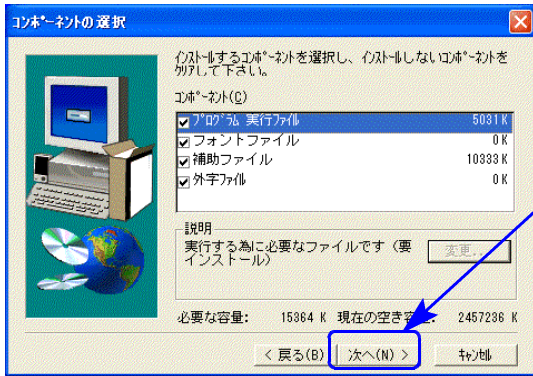 ｺﾝﾎﾟｰﾈﾝﾄの選択
ｲﾝｽﾄｰﾙするｺﾝﾎﾟｰﾈﾝﾄを選択し、ｲﾝｽﾄｰﾙしないｺﾝﾎﾟｰﾈﾝﾄを
ｸﾘｱして下さい。
ｺﾝﾎﾟｰﾈﾝﾄ(C)
ﾌﾟﾛｸﾞﾗﾑ 実行ﾌｧｲﾙ 5031 K
フォントファイル 0 K
補助ファイル 10333 K
外字ﾌｧｲﾙ 0 K
説明
実行する為に必要なファイルです（要
インストール）
変更...
必要な容量: 15364 K 現在の空き容量: 2457236 K
< 戻る(B) 次へ(N) > ｷｬﾝｾﾙ